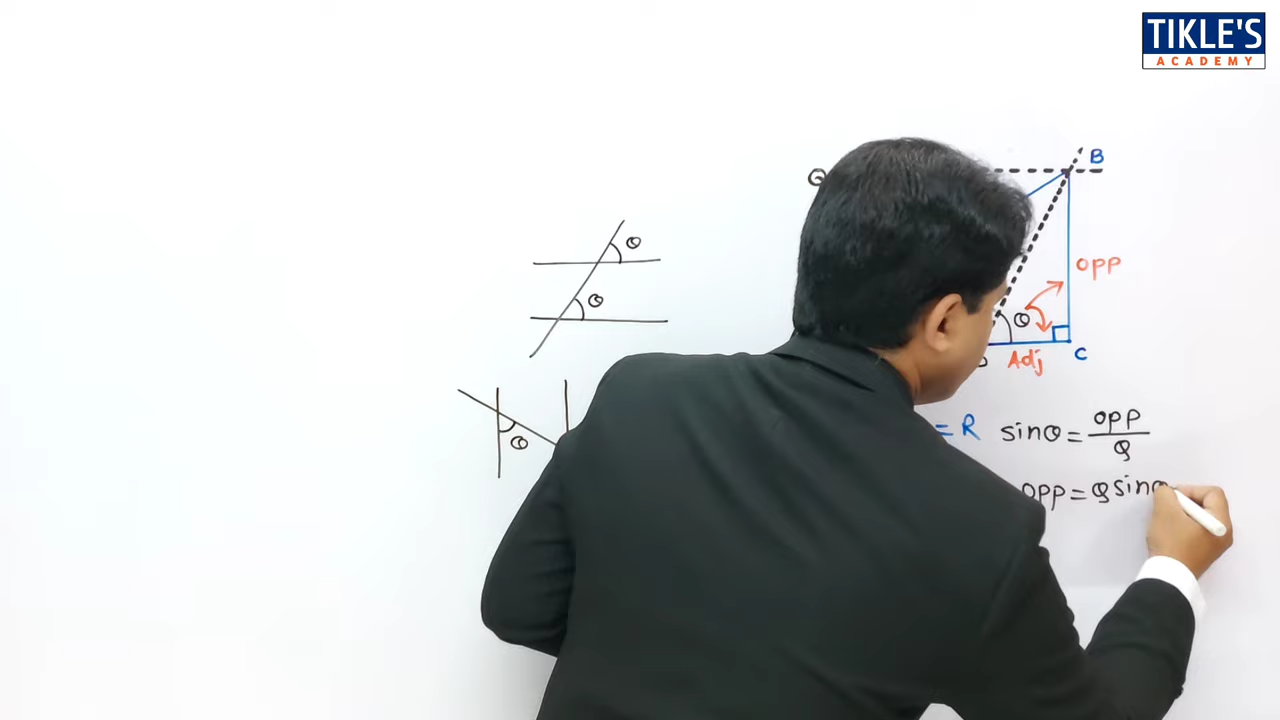 TIKLE'S
ACADEMY
B
Q
θ
OPP
θ
θ
Adj
C
= R
sinθ = OPP / Q
θ
OPP = Q sinθ